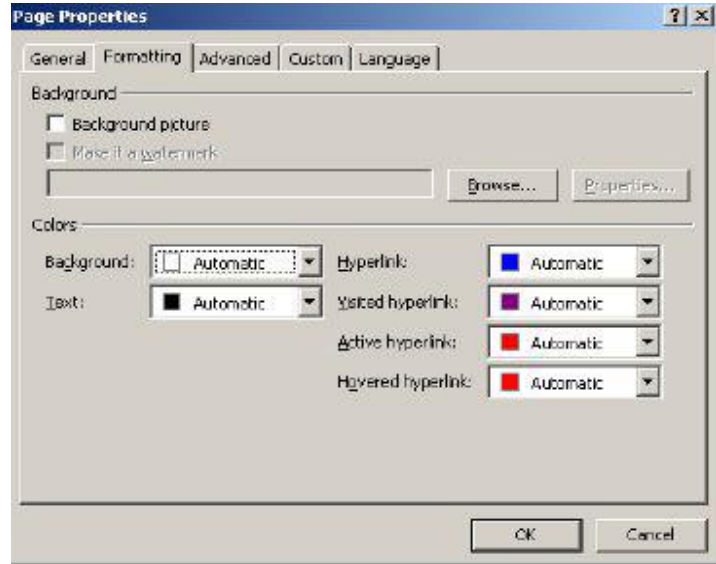 Page Properties ? ×
General Formatting Advanced Custom Language
Background
Background picture
Make it a watermark
Browse... Properties...
Colors
Background: Automatic Hyperlink: Automatic
Text: Automatic Visited hyperlink: Automatic
Active hyperlink: Automatic
Hovered hyperlink: Automatic
OK Cancel